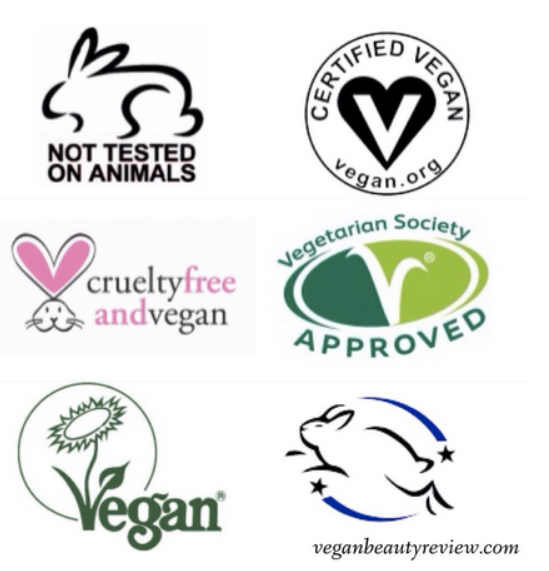 NOT TESTED
ON ANIMALS
CERTIFIED VEGAN
V
vegan.org
crueltyfree
andvegan
Vegetarian Society
V®
APPROVED
Vegan®
veganbeautyreview.com